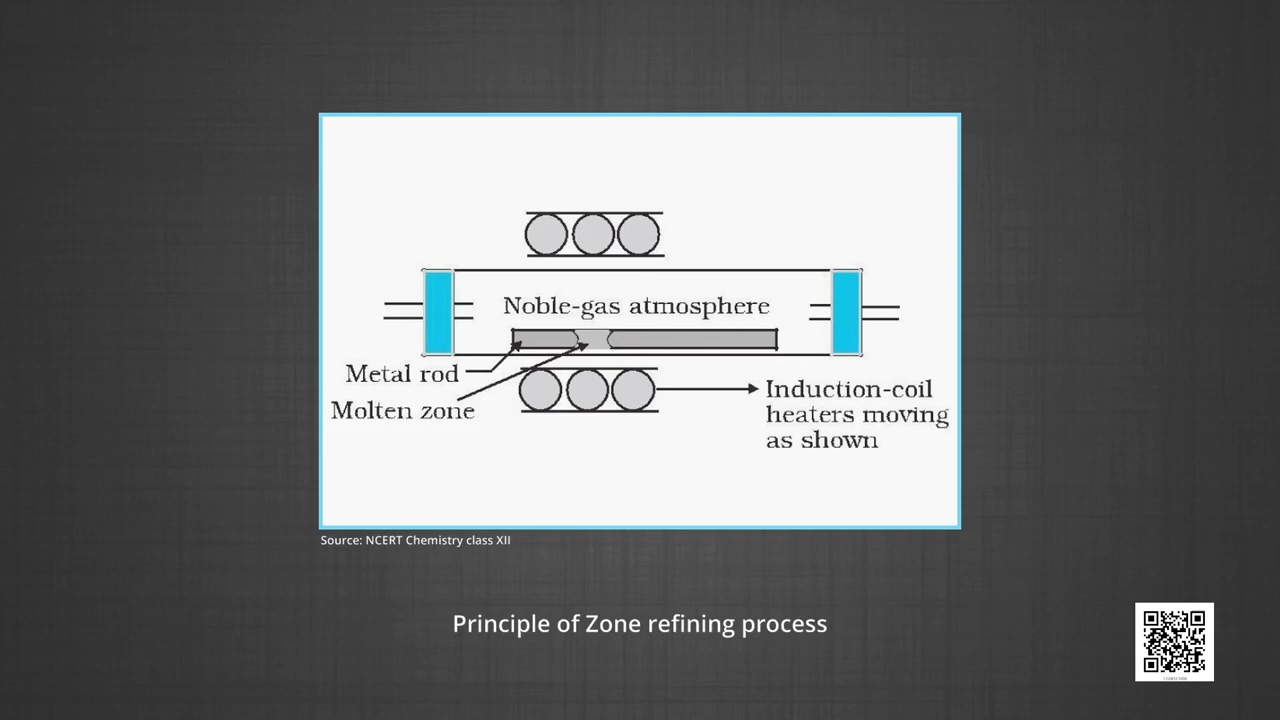 Noble-gas atmosphere
Metal rod
Molten zone
Induction-coil
heaters moving
as shown
Source: NCERT Chemistry class XII
Principle of Zone refining process